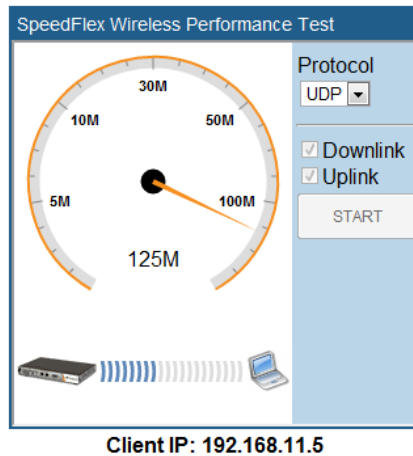 SpeedFlex Wireless Performance Test
Protocol
UDP
30M
10M
50M
Downlink
Uplink
5M
100M
START
125M
Client IP: 192.168.11.5